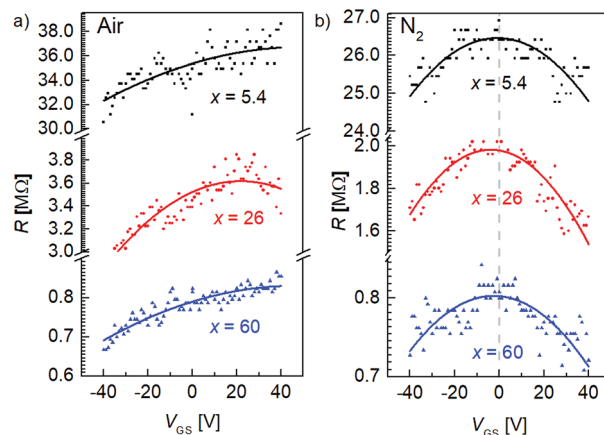 a)
Air
R [MΩ]
38.0
36.0
34.0
32.0
30.0
3.8
3.6
3.4
3.2
3.0
0.8
0.7
0.6
x = 5.4
x = 26
x = 60
-40 -20 0 20 40
V_GS [V]
b)
N₂
R [MΩ]
27.0
26.0
25.0
24.0
2.0
1.8
1.6
0.8
0.7
x = 5.4
x = 26
x = 60
-40 -20 0 20 40
V_GS [V]